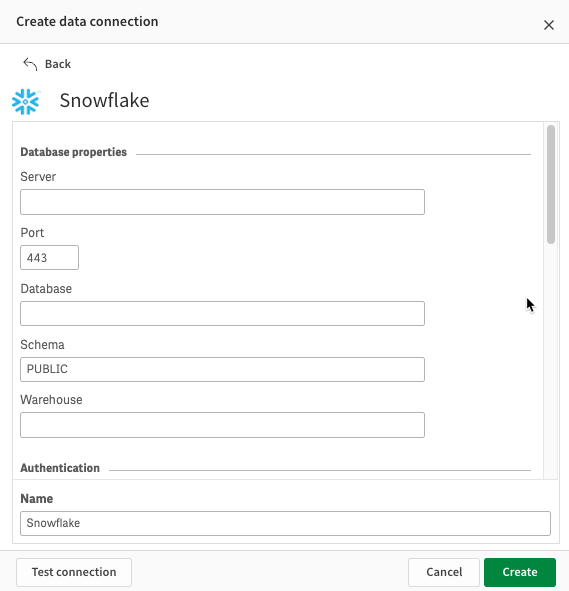 Create data connection
Back
Snowflake
Database properties
Server
Port
443
Database
Schema
PUBLIC
Warehouse
Authentication
Name
Snowflake
Test connection
Cancel
Create